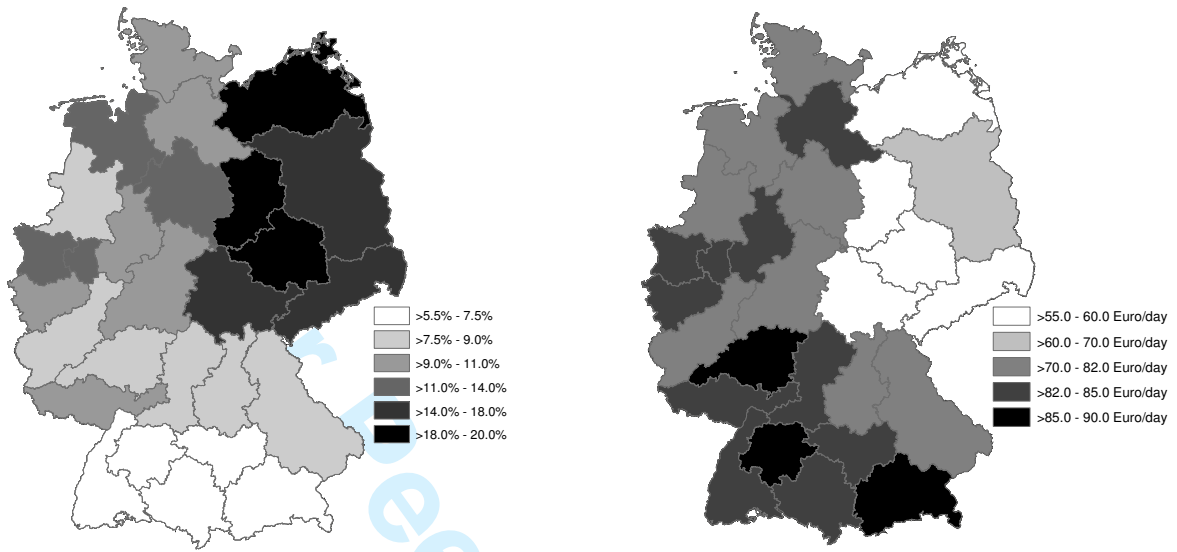 >5.5% - 7.5%
>7.5% - 9.0%
>9.0% - 11.0%
>11.0% - 14.0%
>14.0% - 18.0%
>18.0% - 20.0%
>55.0 - 60.0 Euro/day
>60.0 - 70.0 Euro/day
>70.0 - 82.0 Euro/day
>82.0 - 85.0 Euro/day
>85.0 - 90.0 Euro/day
r Pee